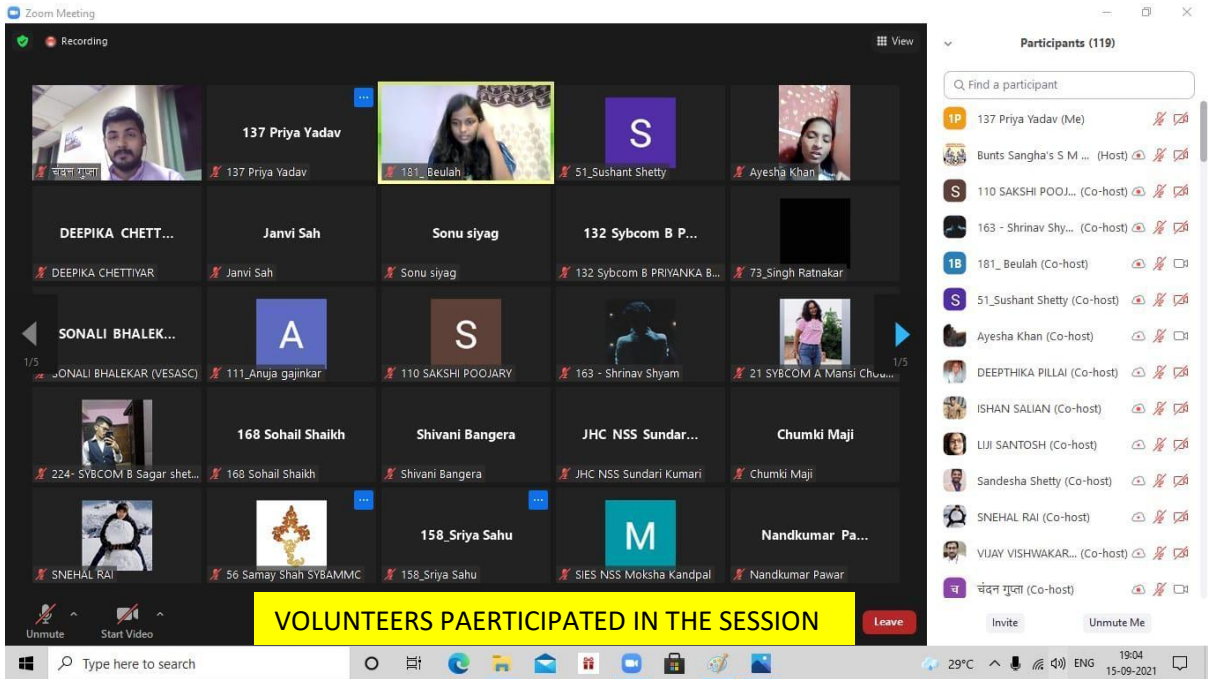 Zoom Meeting
Recording
View
चंदन गुप्ता
137 Priya Yadav
137 Priya Yadav
181_ Beulah
S
51_Sushant Shetty
Ayesha Khan
DEEPIKA CHETT...
DEEPIKA CHETTIYAR
Janvi Sah
Janvi Sah
Sonu siyag
Sonu siyag
132 Sybcom B P...
132 Sybcom B PRIYANKA B...
73_Singh Ratnakar
SONALI BHALEK...
SONALI BHALEKAR (VESASC)
A
111_Anuja gajinkar
S
110 SAKSHI POOJARY
163 - Shrinav Shyam
21 SYBCOM A Mansi Chou...
1/5
1/5
224- SYBCOM B Sagar shet...
168 Sohail Shaikh
168 Sohail Shaikh
Shivani Bangera
Shivani Bangera
JHC NSS Sundar...
JHC NSS Sundari Kumari
Chumki Maji
Chumki Maji
SNEHAL RAI
56 Samay Shah SYBAMMC
158_Sriya Sahu
158_Sriya Sahu
M
SIES NSS Moksha Kandpal
Nandkumar Pa...
Nandkumar Pawar
Unmute
Start Video
VOLUNTEERS PAERTICIPATED IN THE SESSION
Leave
Participants (119)
Find a participant
1P 137 Priya Yadav (Me)
Bunts Sangha's S M ... (Host)
S 110 SAKSHI POOJ... (Co-host)
163 - Shrinav Shy... (Co-host)
1B 181_ Beulah (Co-host)
S 51_Sushant Shetty (Co-host)
Ayesha Khan (Co-host)
DEEPTHIKA PILLAI (Co-host)
ISHAN SALIAN (Co-host)
LIJI SANTOSH (Co-host)
Sandesha Shetty (Co-host)
SNEHAL RAI (Co-host)
VIJAY VISHWAKAR... (Co-host)
च चंदन गुप्ता (Co-host)
Invite
Unmute Me
Type here to search
29°C
ENG
19:04
15-09-2021